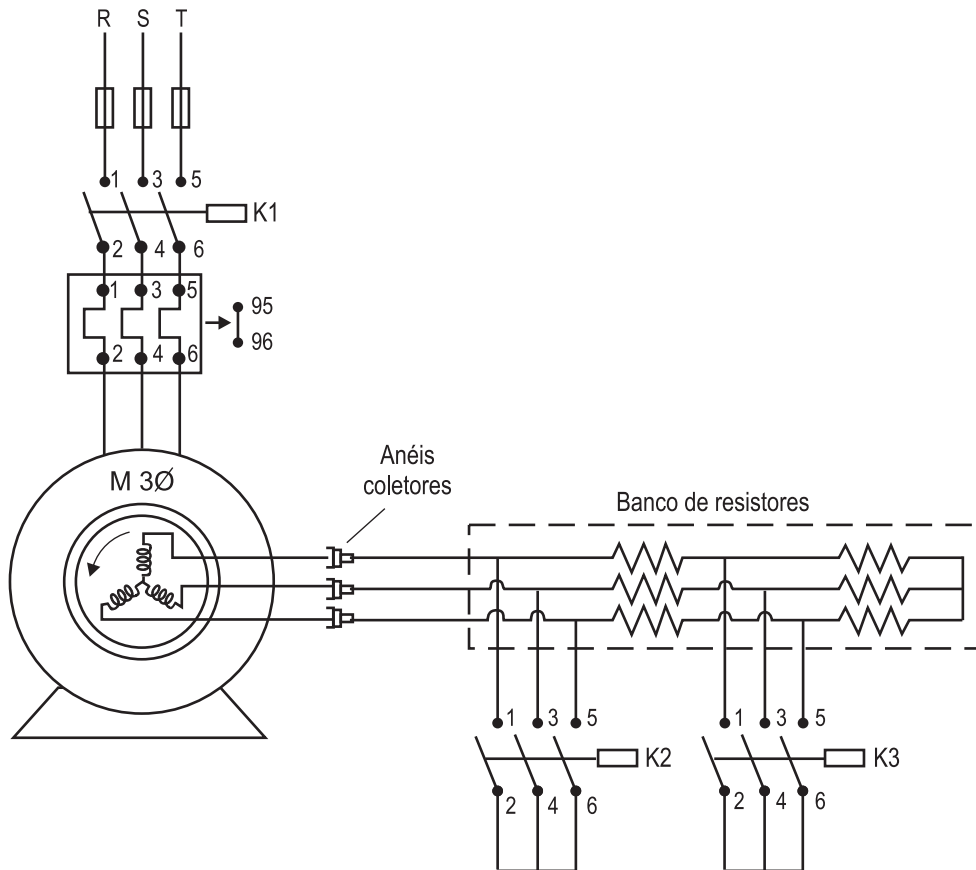 R S T
1 3 5
K1
2 4 6
1 3 5
95
96
2 4 6
M 3Ø
Anéis
coletores
Banco de resistores
1 3 5
K2
2 4 6
1 3 5
K3
2 4 6